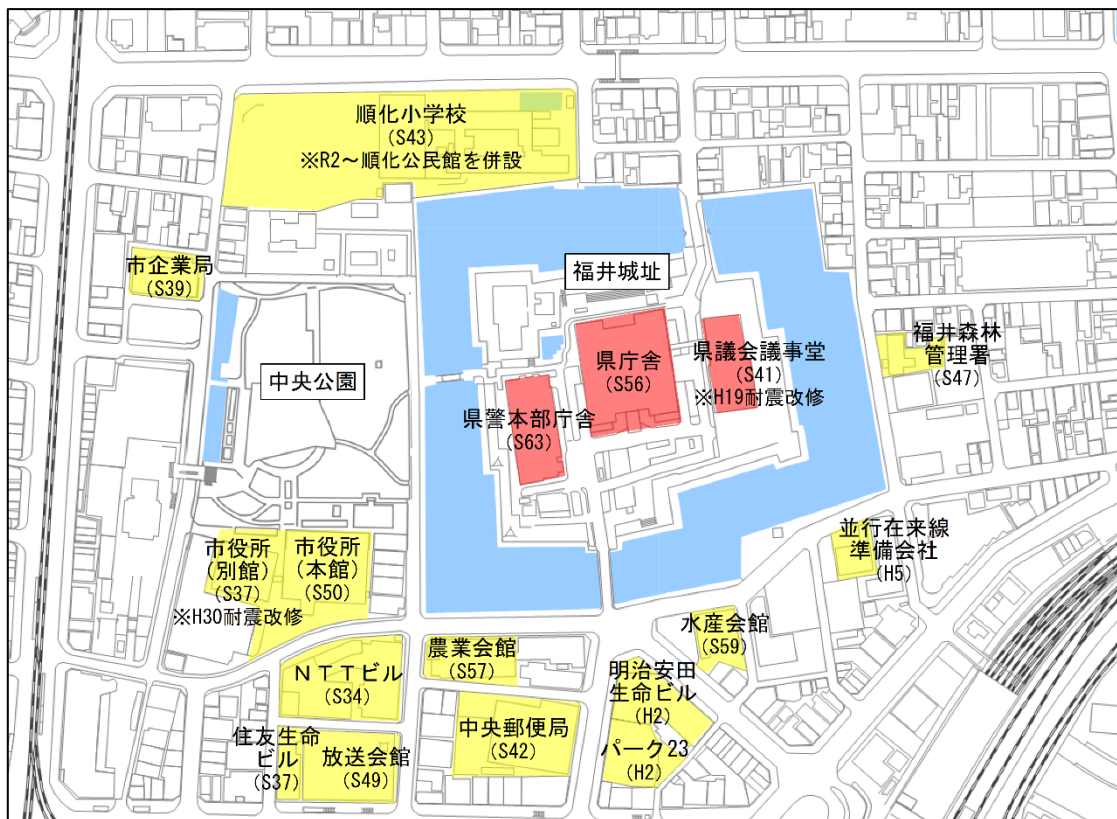 順化小学校
(S43)
※R2～順化公民館を併設
市企業局
(S39)
福井城址
中央公園
県庁舎
(S56)
県議会議事堂
(S41)
※H19耐震改修
県警本部庁舎
(S63)
福井森林
管理署
(S47)
市役所
(別館)
(S37)
※H30耐震改修
市役所
(本館)
(S50)
並行在来線
準備会社
(H5)
水産会館
(S59)
農業会館
(S57)
ＮＴＴビル
(S34)
明治安田
生命ビル
(H2)
中央郵便局
(S42)
パーク23
(H2)
住友生命
ビル
(S37)
放送会館
(S49)